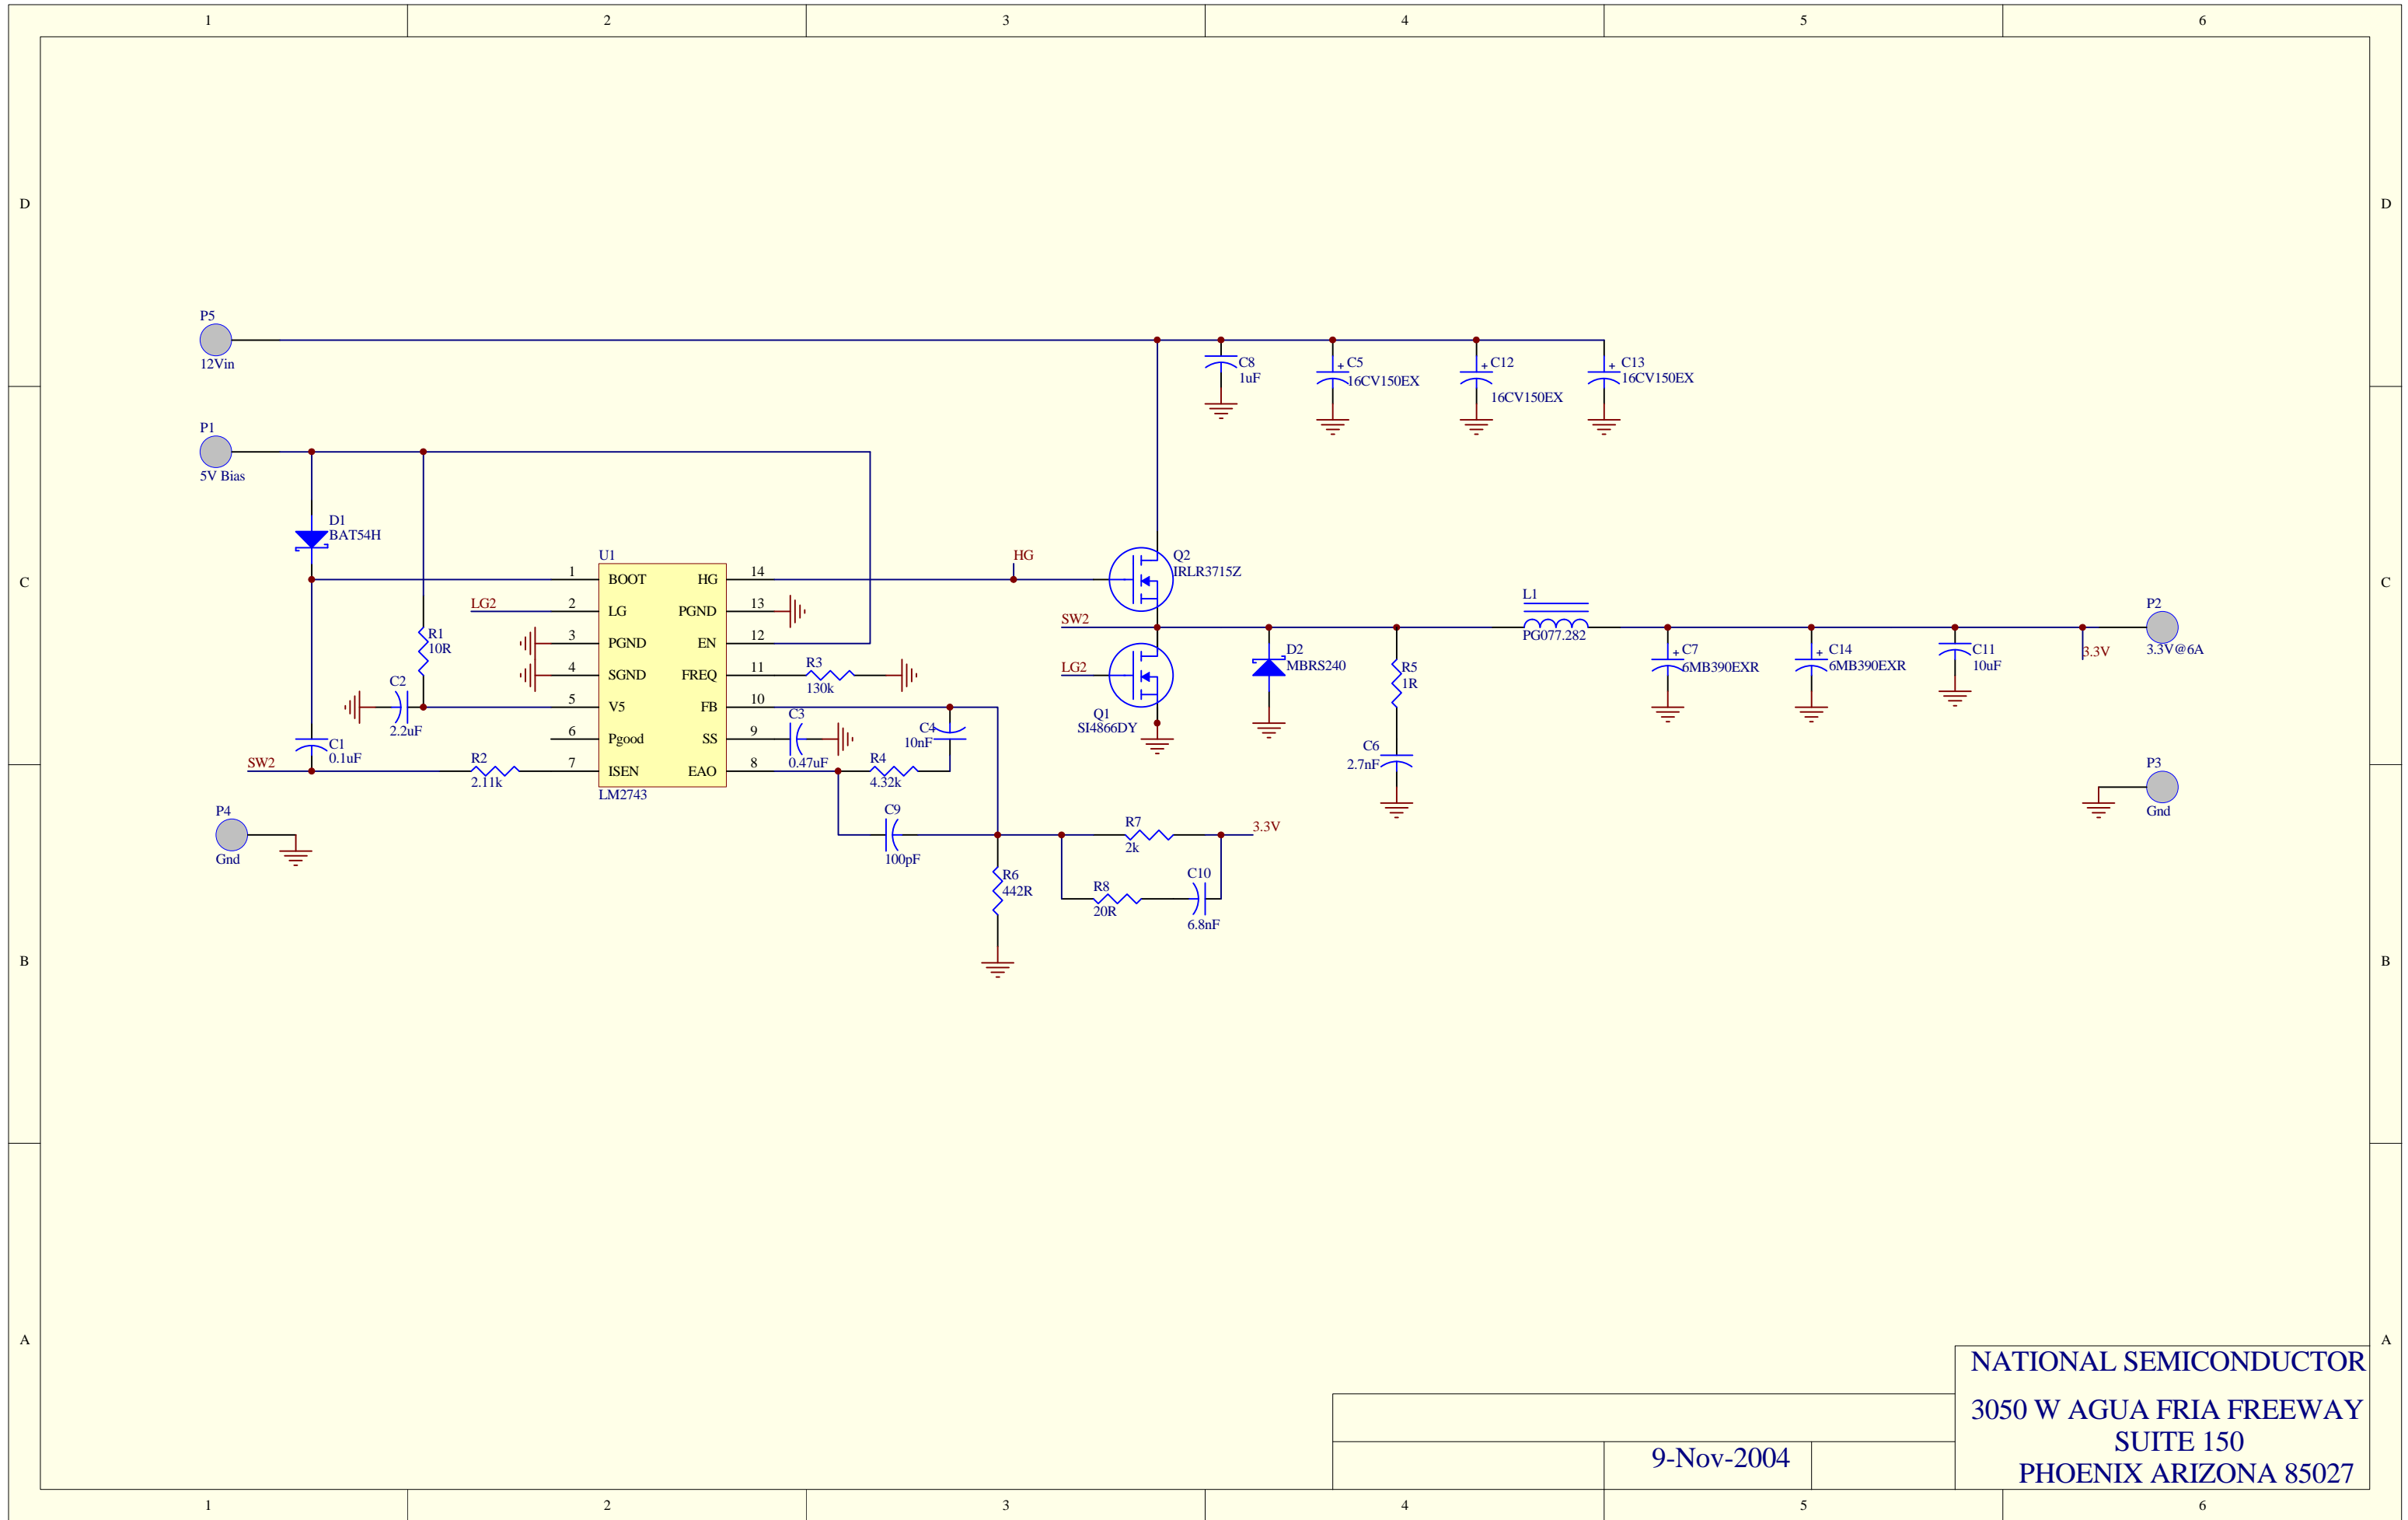 1 2 3 4 5 6
D D
P5
12Vin
C8
1uF
+ C5
16CV150EX
+ C12
16CV150EX
+ C13
16CV150EX
P1
5V Bias
D1
BAT54H
C C
U1
1 BOOT HG 14
LG2 2 LG PGND 13
3 PGND EN 12
4 SGND FREQ 11
5 V5 FB 10
6 Pgood SS 9
7 ISEN EAO 8
LM2743
R1
10R
C2
2.2uF
C1
0.1uF
SW2
R2
2.11k
R3
130k
C3
0.47uF
C4
10nF
R4
4.32k
HG
Q2
IRLR3715Z
SW2
LG2
Q1
SI4866DY
D2
MBRS240
R5
1R
C6
2.7nF
L1
PG077.282
+ C7
6MB390EXR
+ C14
6MB390EXR
C11
10uF
3.3V
P2
3.3V@6A
P3
Gnd
P4
Gnd
C9
100pF
R7
2k
3.3V
R6
442R
R8
20R
C10
6.8nF
B B
A A
NATIONAL SEMICONDUCTOR
3050 W AGUA FRIA FREEWAY
SUITE 150
PHOENIX ARIZONA 85027
9-Nov-2004
1 2 3 4 5 6